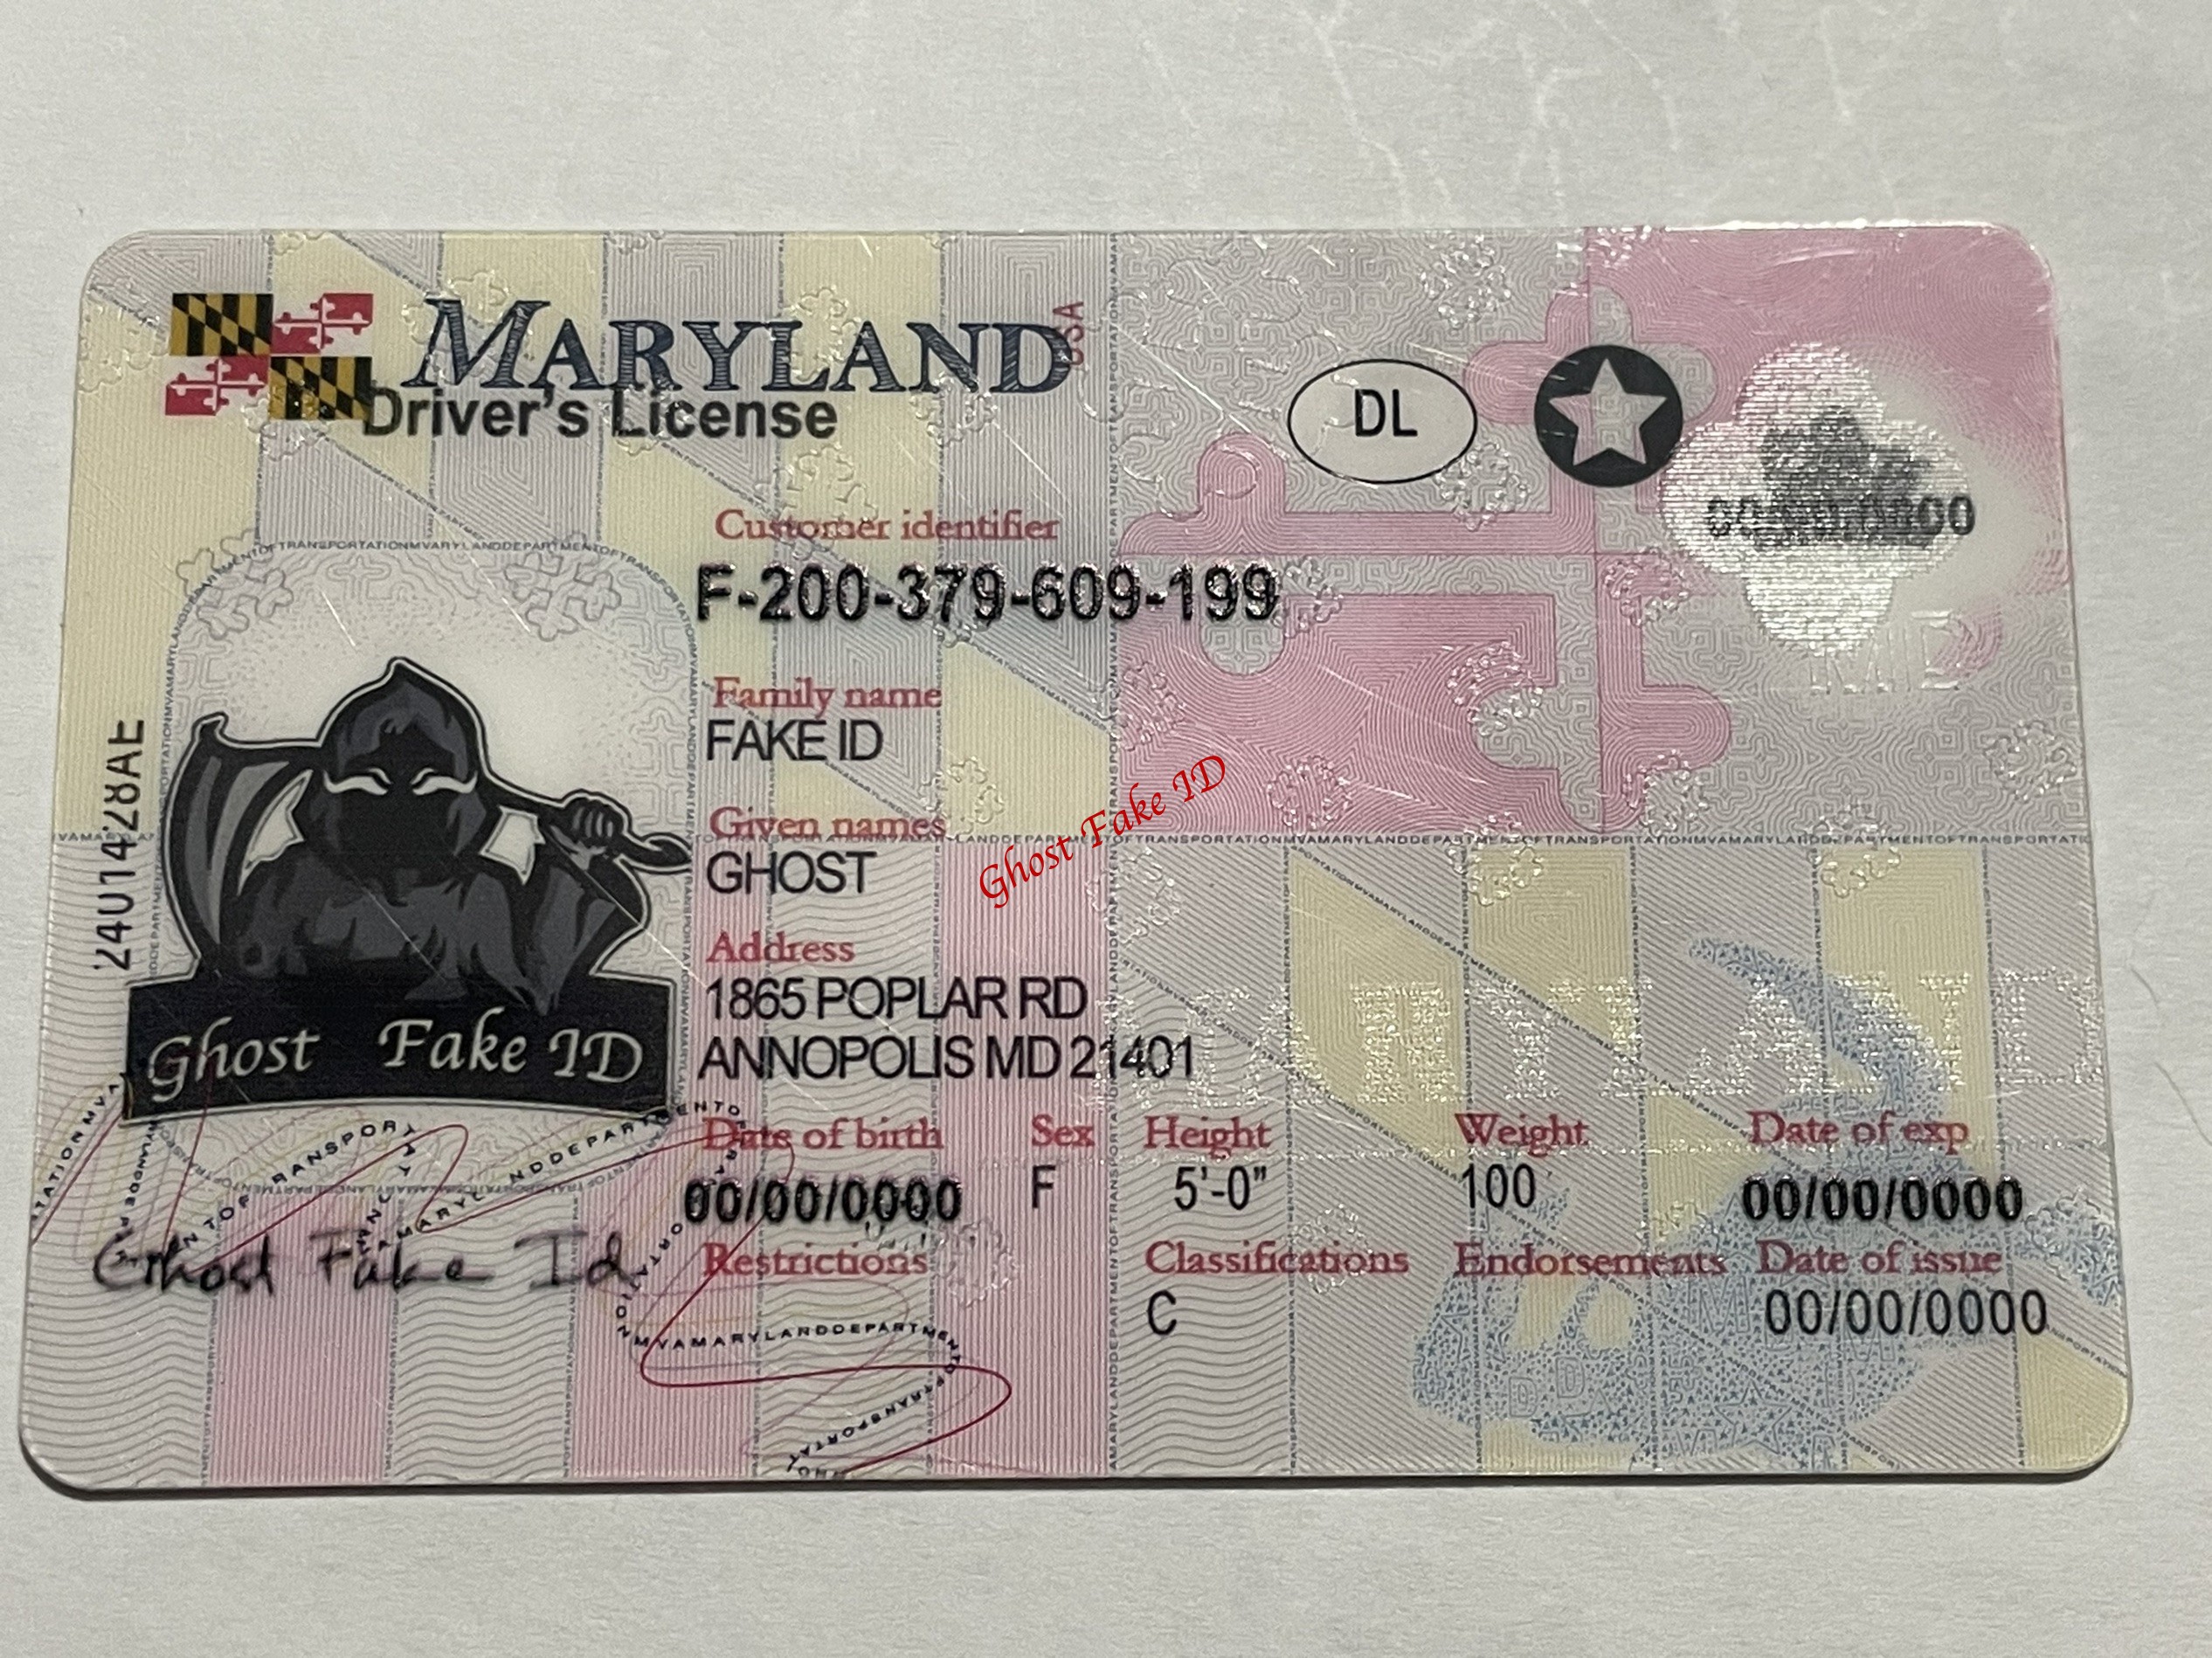 MARYLAND
USA
Driver's License
DL
Customer identifier
F-200-379-609-199
Family name
FAKE ID
Given names
GHOST
Ghost Fake ID
Address
1865 POPLAR RD
ANNOPOLIS MD 21401
24U14.28AE
Ghost Fake ID
Date of birth
Sex
Height
Weight
Date of exp
00/00/0000
F
5'-0"
100
00/00/0000
Ghost Fake Id
Restrictions
Classifications
Endorsements
Date of issue
C
00/00/0000
MVAMARYLANDDEPARTMENTOFTRANSPORTAT